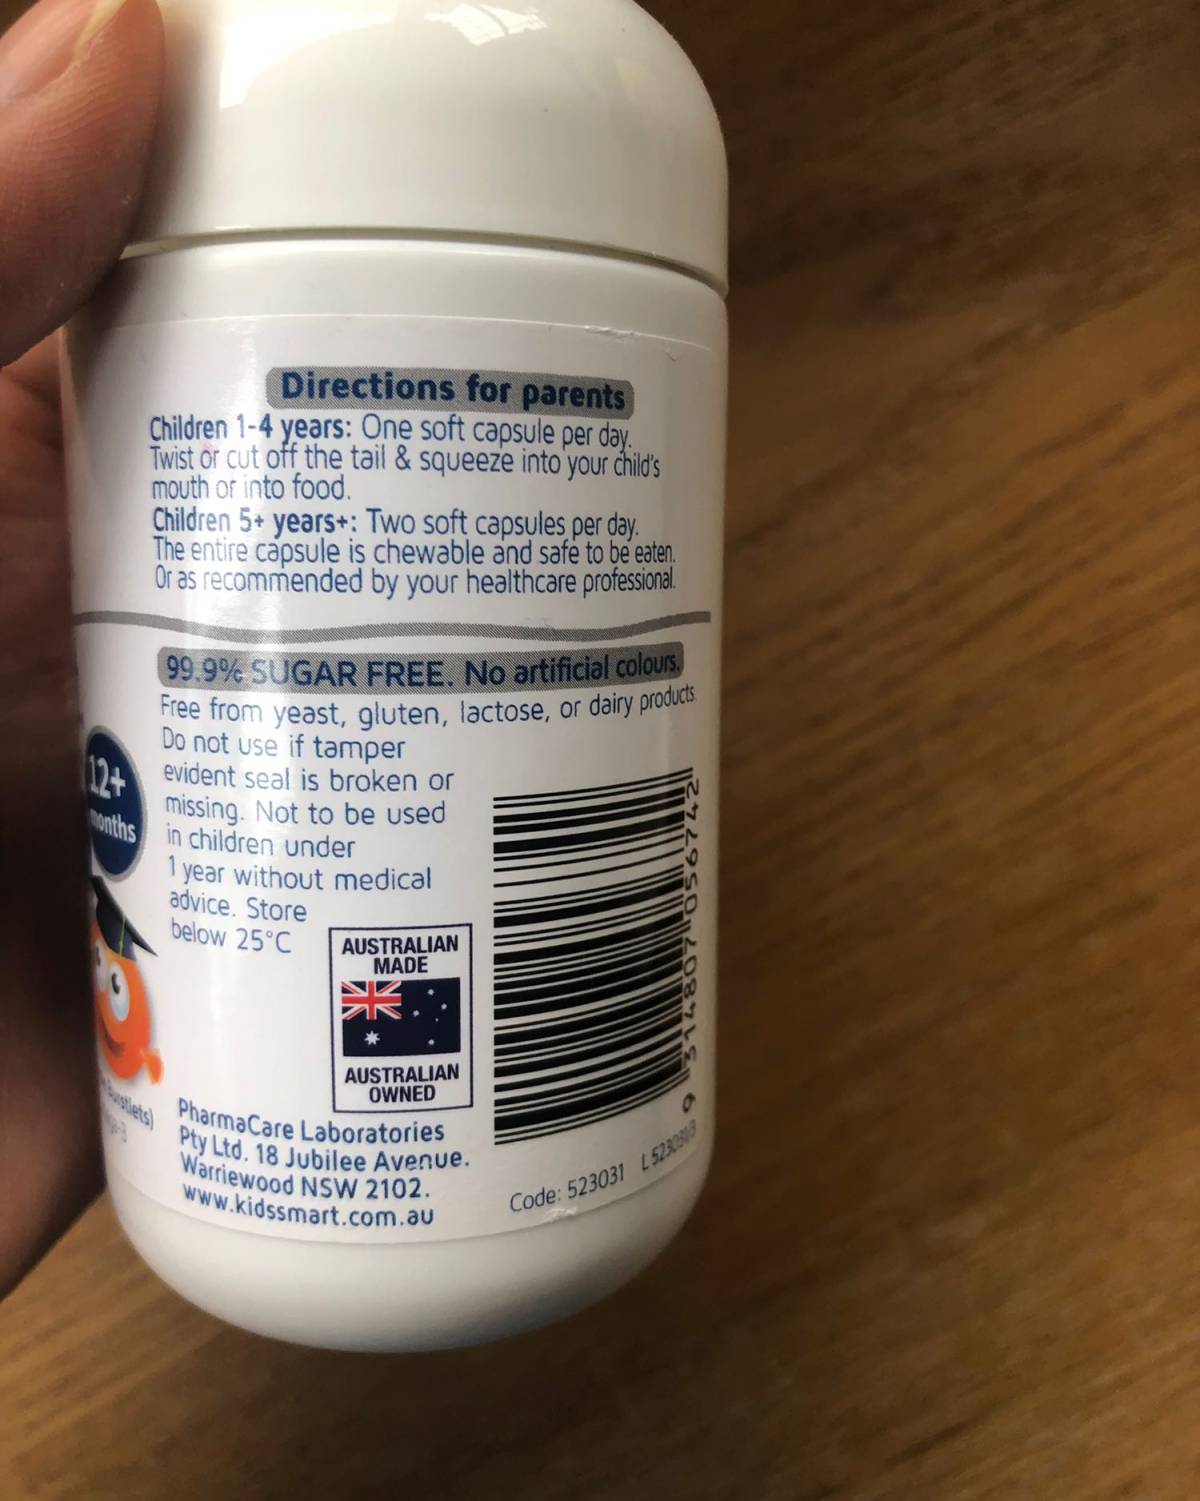 Directions for parents
Children 1-4 years: One soft capsule per day.
Twist or cut off the tail & squeeze into your child's
mouth or into food.
Children 5+ years+: Two soft capsules per day.
The entire capsule is chewable and safe to be eaten.
Or as recommended by your healthcare professional.
99.9% SUGAR FREE. No artificial colours.
Free from yeast, gluten, lactose, or dairy products.
Do not use if tamper
evident seal is broken or
missing. Not to be used
in children under
1 year without medical
advice. Store
below 25°C
12+
months
AUSTRALIAN
MADE
AUSTRALIAN
OWNED
9 314807 056742
PharmaCare Laboratories
Pty Ltd. 18 Jubilee Avenue.
Warriewood NSW 2102.
www.kidssmart.com.au
Code: 523031